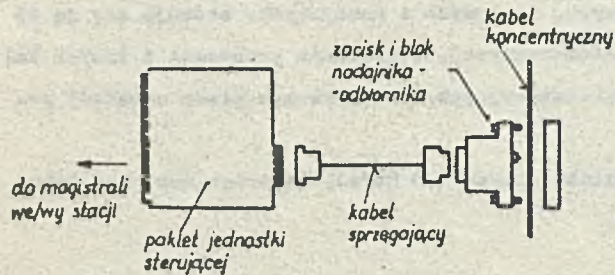 kabel
koncentryczny
zacisk i blok
nadajnika -
-odbiornika
do magistrali
we/wy stacji
pakiet jednostki
sterującej
kabel
sprzęgający